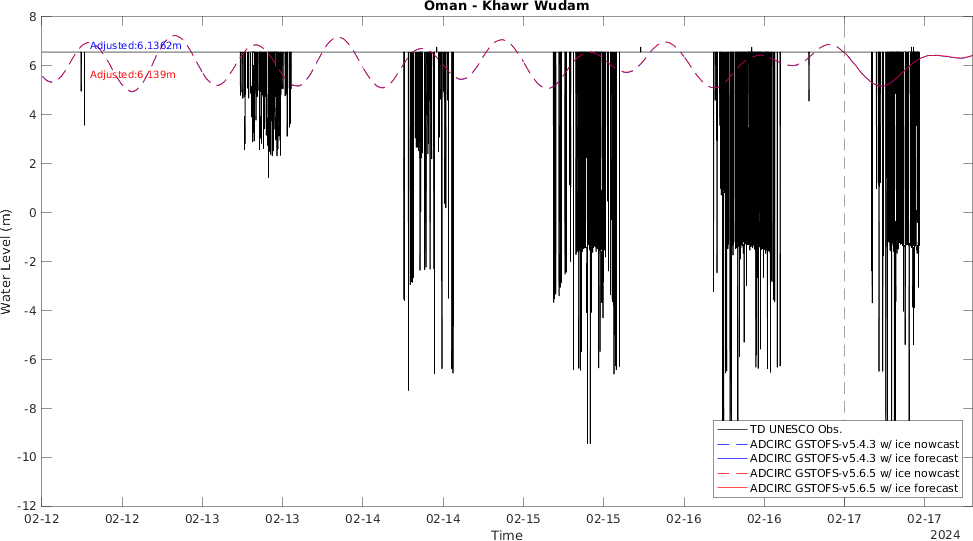 Oman - Khawr Wudam
8
6
4
2
0
-2
-4
-6
-8
-10
-12
Water Level (m)
Adjusted:6.1362m
Adjusted:6.139m
TD UNESCO Obs.
ADCIRC GSTOFS-v5.4.3 w/ ice nowcast
ADCIRC GSTOFS-v5.4.3 w/ ice forecast
ADCIRC GSTOFS-v5.6.5 w/ ice nowcast
ADCIRC GSTOFS-v5.6.5 w/ ice forecast
02-12 02-12 02-13 02-13 02-14 02-14 02-15 02-15 02-16 02-16 02-17 02-17
Time
2024